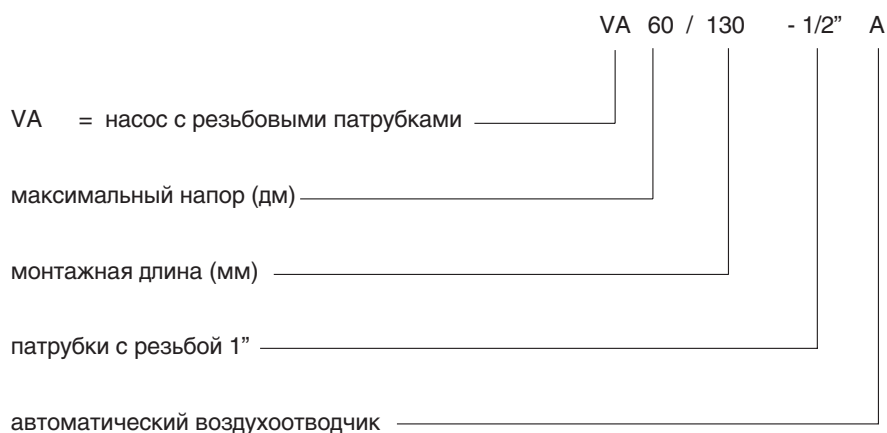 VA 60 / 130 - 1/2” A
VA = насос с резьбовыми патрубками
максимальный напор (дм)
монтажная длина (мм)
патрубки с резьбой 1”
автоматический воздухоотводчик